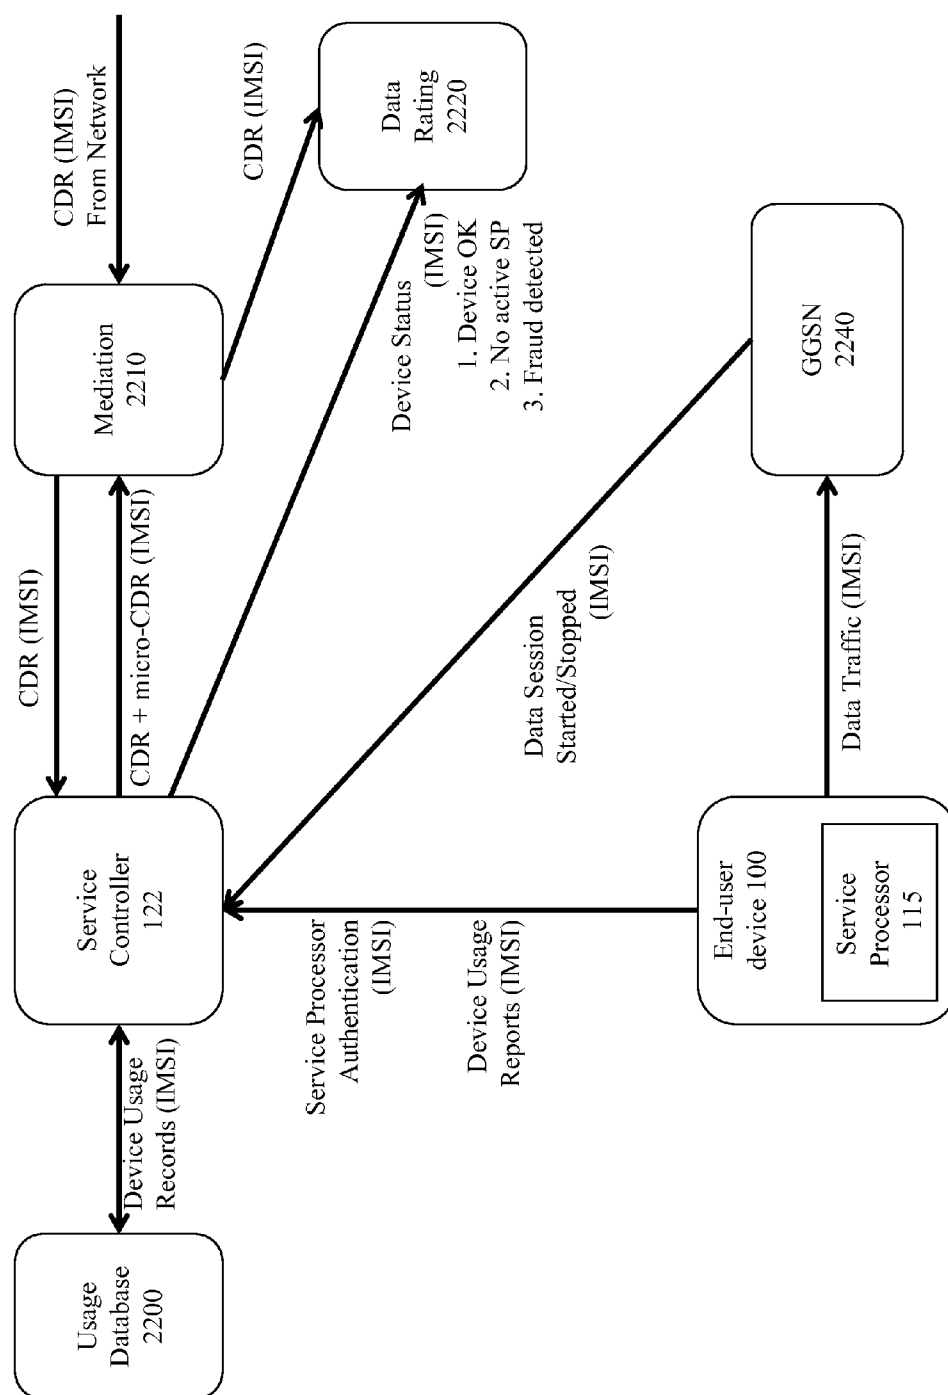 Usage
Database
2200
Device Usage
Records (IMSI)
Service
Controller
122
CDR (IMSI)
CDR + micro-CDR (IMSI)
Mediation
2210
CDR (IMSI)
From Network
CDR (IMSI)
Data
Rating
2220
Device Status
(IMSI)
1. Device OK
2. No active SP
3. Fraud detected
Service Processor
Authentication
(IMSI)
Device Usage
Reports (IMSI)
Data Session
Started/Stopped
(IMSI)
End-user
device 100
Service
Processor
115
Data Traffic (IMSI)
GGSN
2240